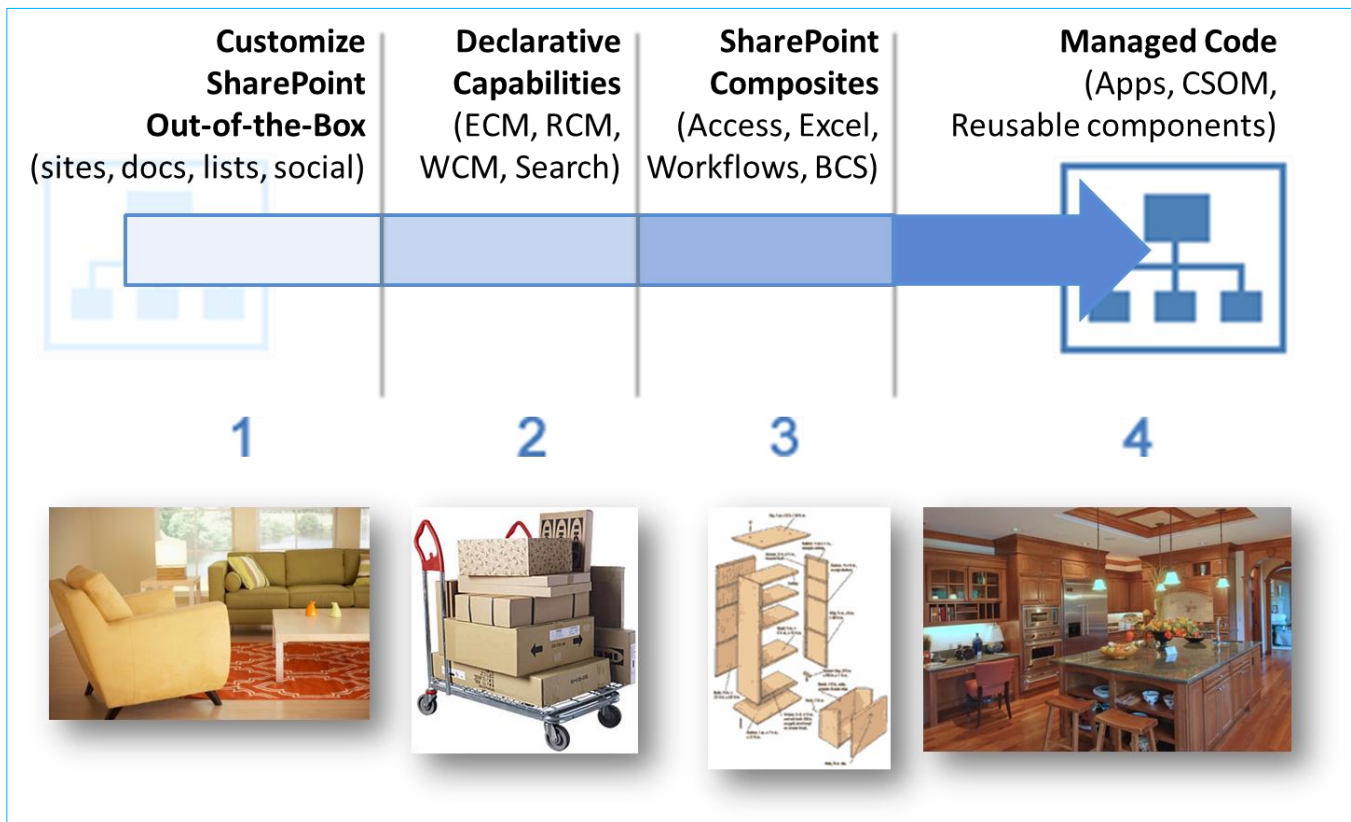 Customize
SharePoint
Out-of-the-Box
(sites, docs, lists, social)
Declarative
Capabilities
(ECM, RCM,
WCM, Search)
SharePoint
Composites
(Access, Excel,
Workflows, BCS)
Managed Code
(Apps, CSOM,
Reusable components)
1
2
3
4